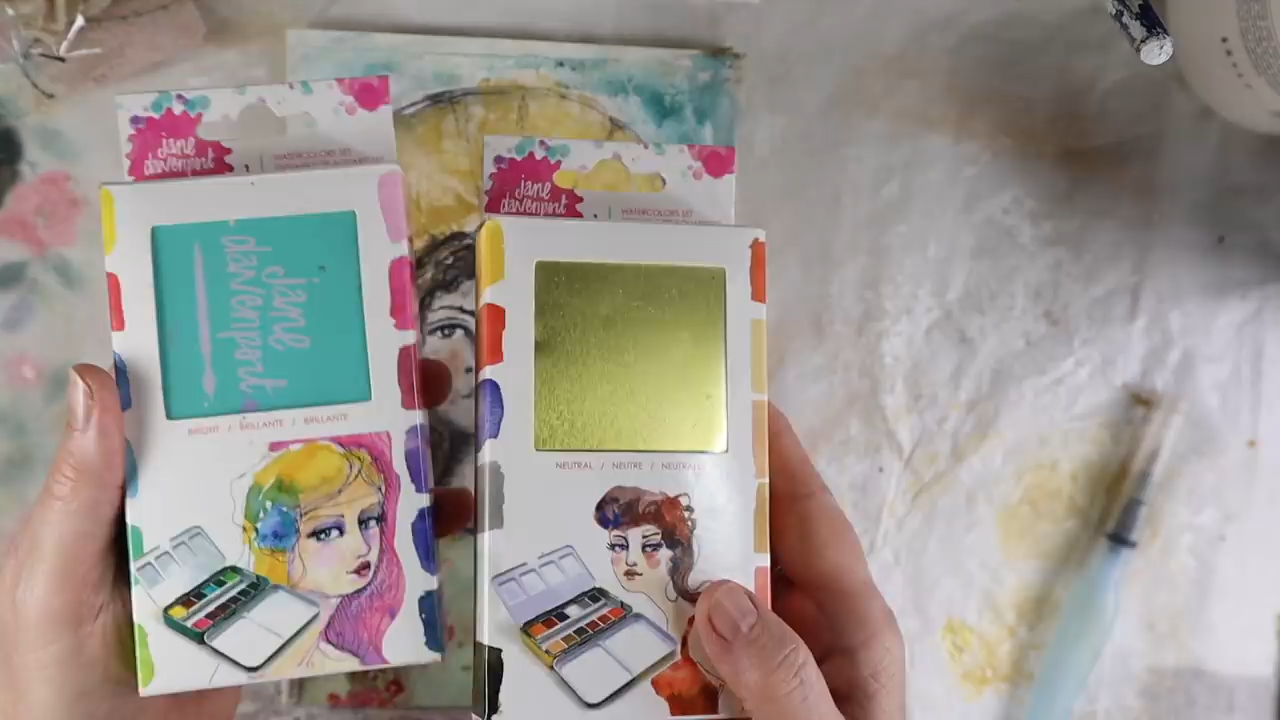 jane
davenport
WATERCOLORS SET
jane
davenport
BRIGHT / BRILLANTE / BRILLANTE
jane
davenport
WATERCOLORS SET
NEUTRAL / NEUTRE / NEUTRAL